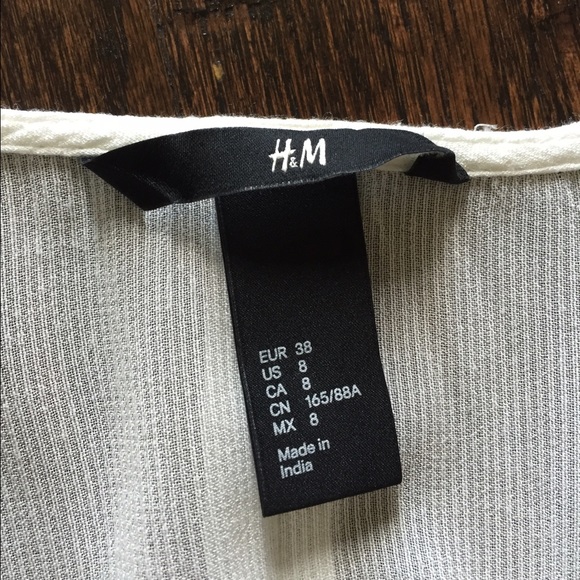 H&M
EUR 38
US 8
CA 8
CN 165/88A
MX 8
Made in
India